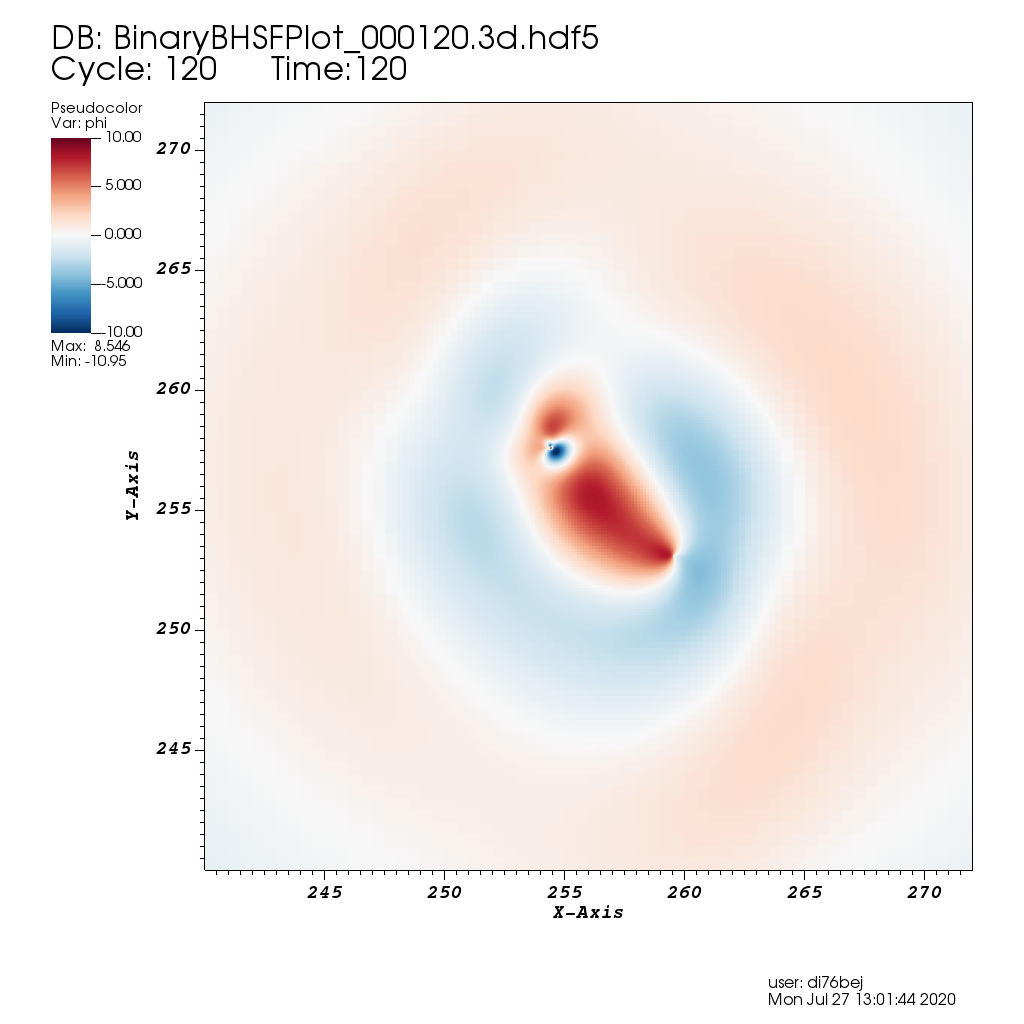 DB: BinaryBHSFPlot_000120.3d.hdf5
Cycle: 120 Time:120
Pseudocolor
Var: phi
10.00
5.000
0.000
-5.000
-10.00
Max: 8.546
Min: -10.95
270
265
260
255
250
245
Y-Axis
245 250 255 260 265 270
X-Axis
user: di76bej
Mon Jul 27 13:01:44 2020